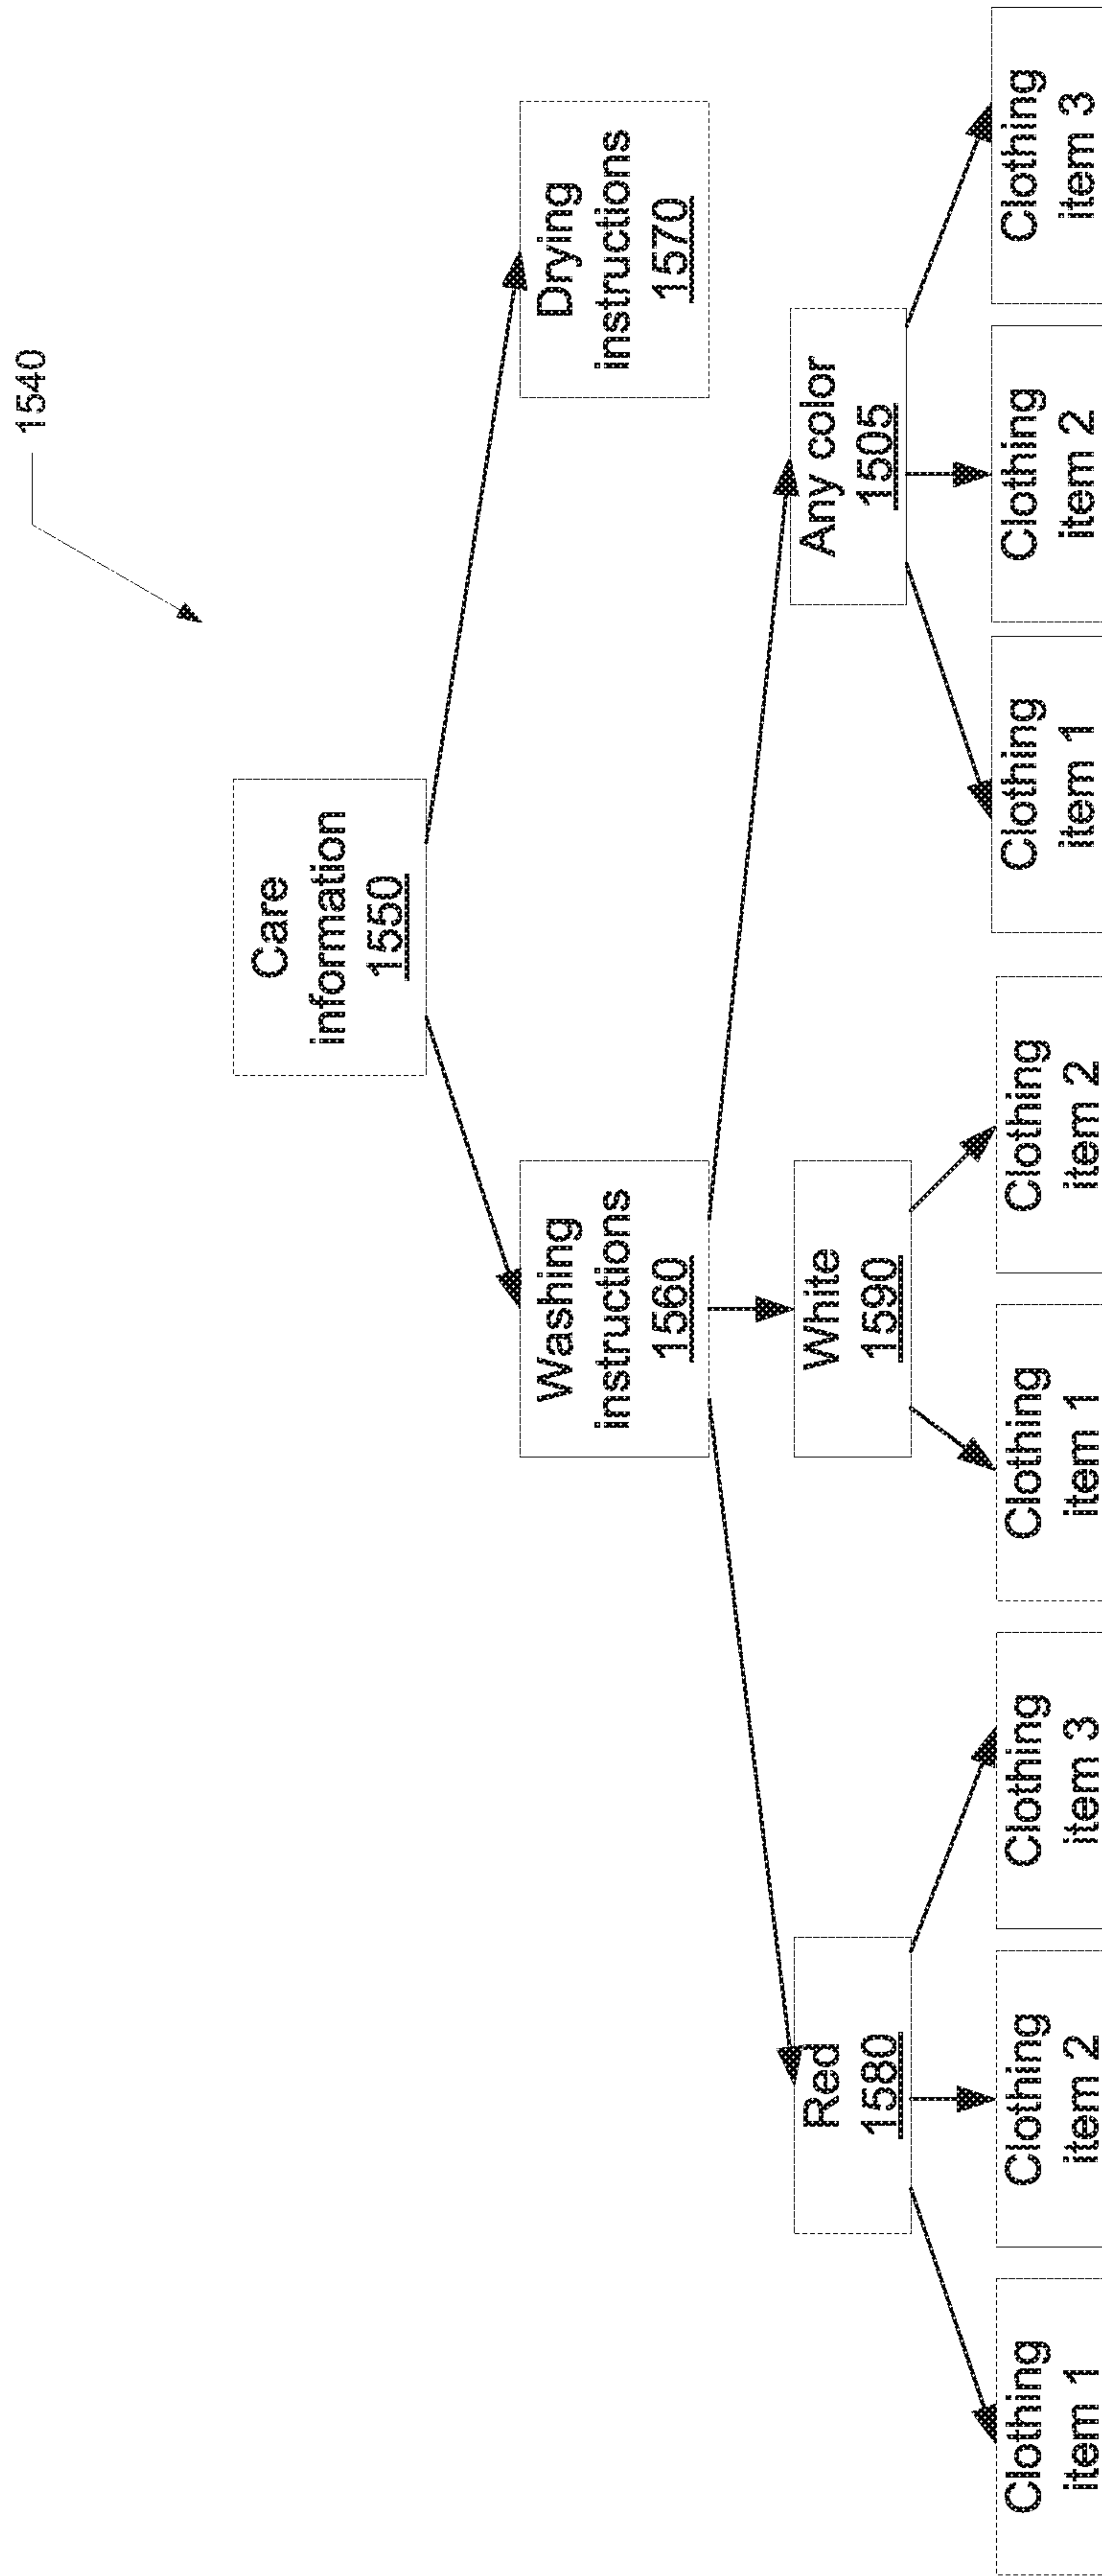 1540
Care
information
1550
Washing
instructions
1560
Drying
instructions
1570
Red
1580
White
1590
Any color
1505
Clothing
item 1
Clothing
item 2
Clothing
item 3
Clothing
item 1
Clothing
item 2
Clothing
item 1
Clothing
item 2
Clothing
item 3